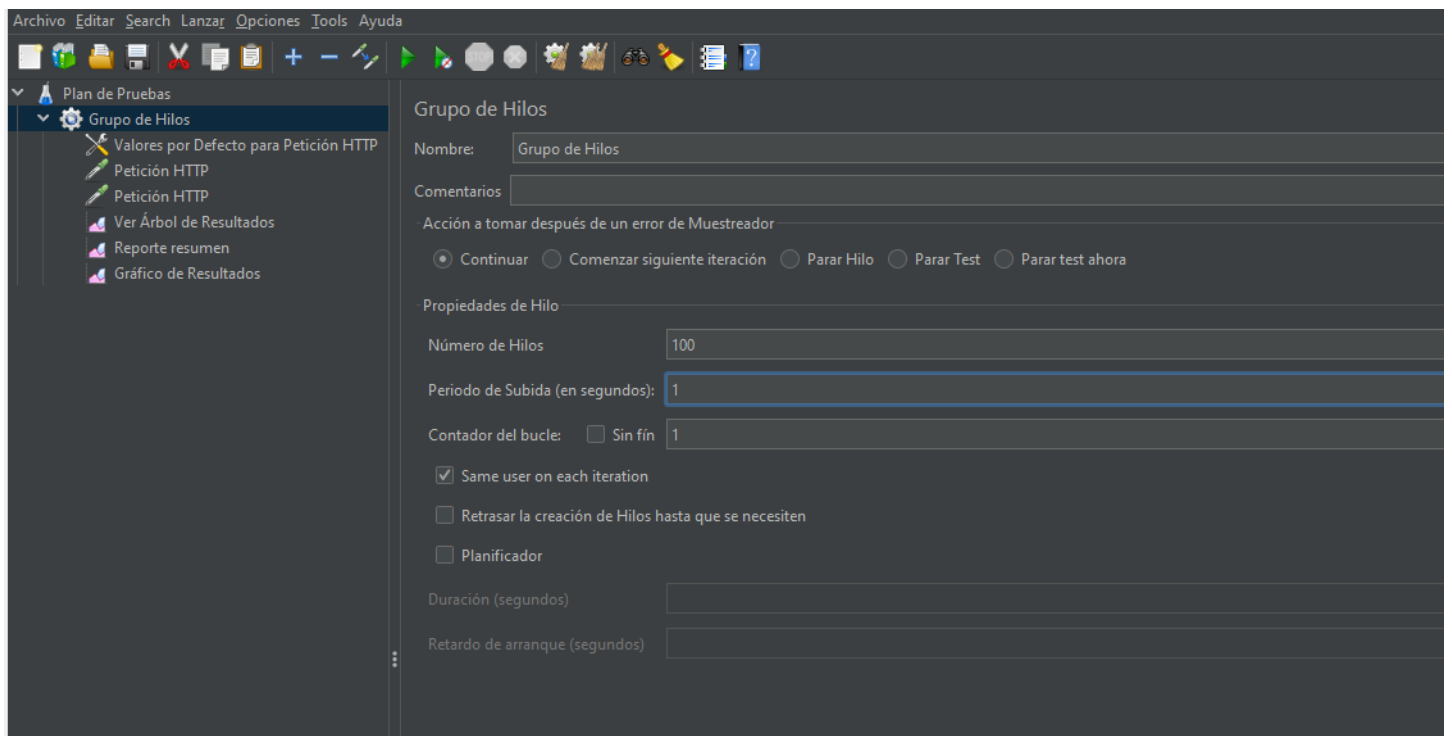 Archivo Editar Search Lanzar Opciones Tools Ayuda
STOP
Plan de Pruebas
Grupo de Hilos
Valores por Defecto para Petición HTTP
Petición HTTP
Petición HTTP
Ver Árbol de Resultados
Reporte resumen
Gráfico de Resultados
Grupo de Hilos
Nombre: Grupo de Hilos
Comentarios
Acción a tomar después de un error de Muestreador
Continuar Comenzar siguiente iteración Parar Hilo Parar Test Parar test ahora
Propiedades de Hilo
Número de Hilos 100
Periodo de Subida (en segundos): 1
Contador del bucle: Sin fín 1
Same user on each iteration
Retrasar la creación de Hilos hasta que se necesiten
Planificador
Duración (segundos)
Retardo de arranque (segundos)